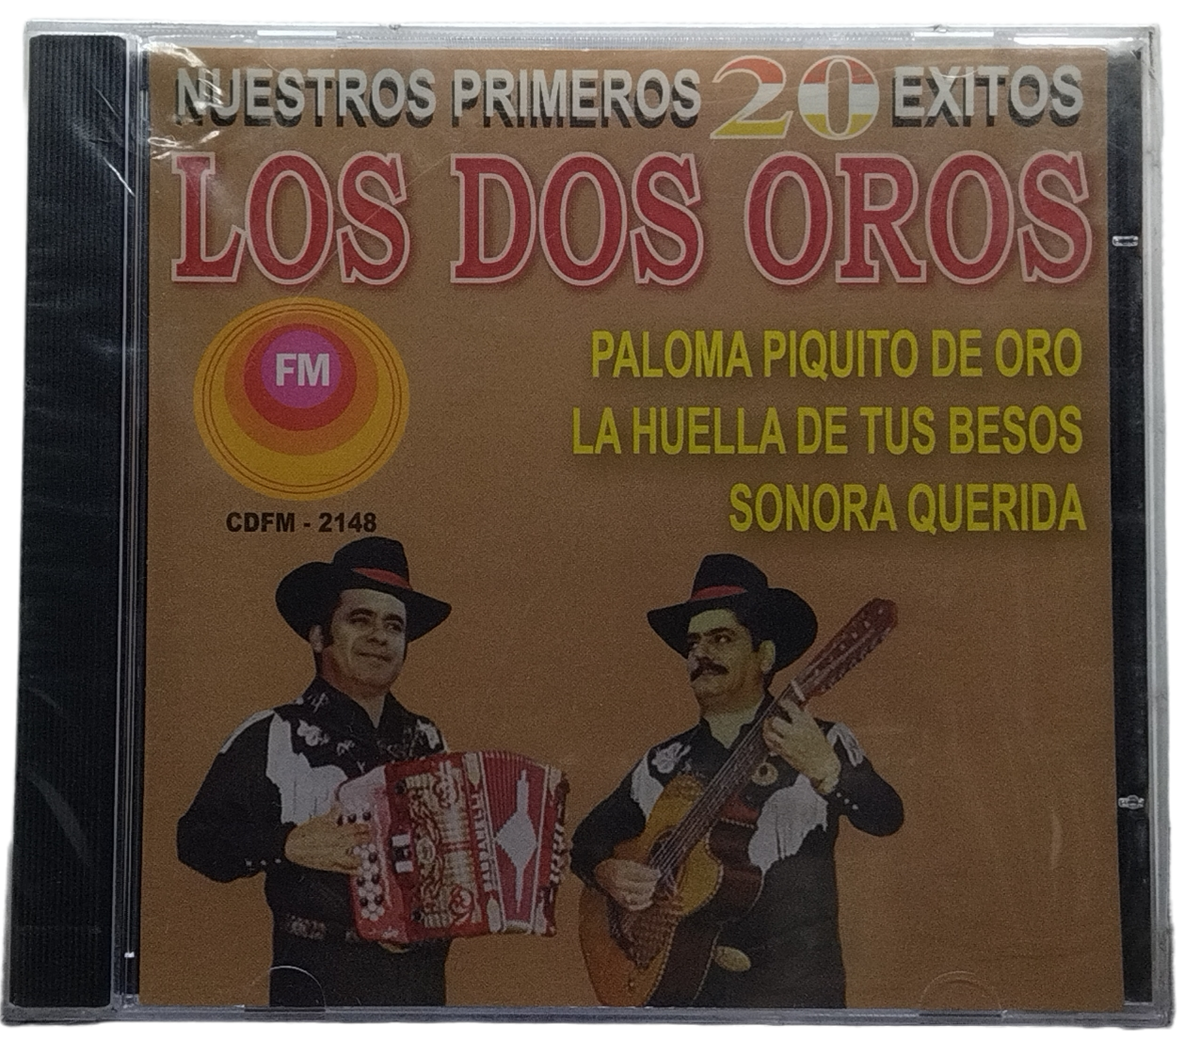 NUESTROS PRIMEROS 20 EXITOS
LOS DOS OROS
FM
PALOMA PIQUITO DE ORO
LA HUELLA DE TUS BESOS
SONORA QUERIDA
CDFM - 2148